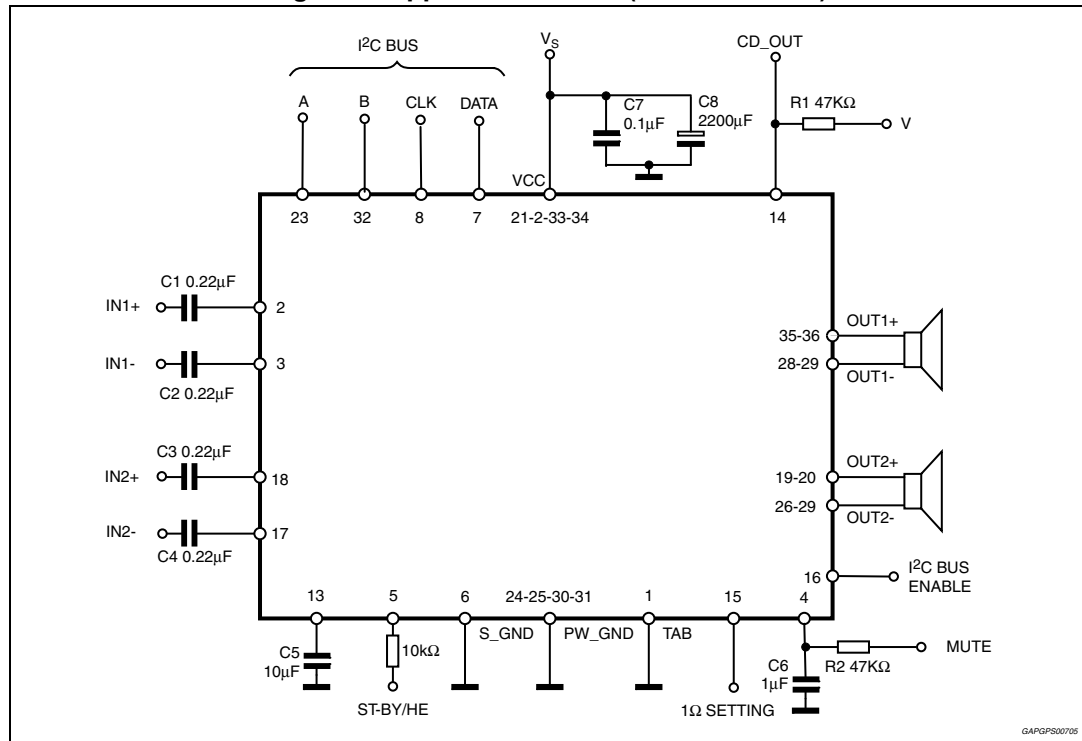 I²C BUS
A
B
CLK
DATA
V_S
CD_OUT
C7
0.1µF
C8
2200µF
R1 47KΩ
V
VCC
23
32
8
7
21-2-33-34
14
C1 0.22µF
IN1+
2
IN1-
3
C2 0.22µF
C3 0.22µF
IN2+
18
IN2-
17
C4 0.22µF
35-36
OUT1+
28-29
OUT1-
19-20
OUT2+
26-29
OUT2-
16
I²C BUS
ENABLE
13
5
6
24-25-30-31
1
15
4
S_GND
PW_GND
TAB
C5
10µF
10kΩ
ST-BY/HE
1Ω SETTING
C6
1µF
R2 47KΩ
MUTE
GAPGPS00705